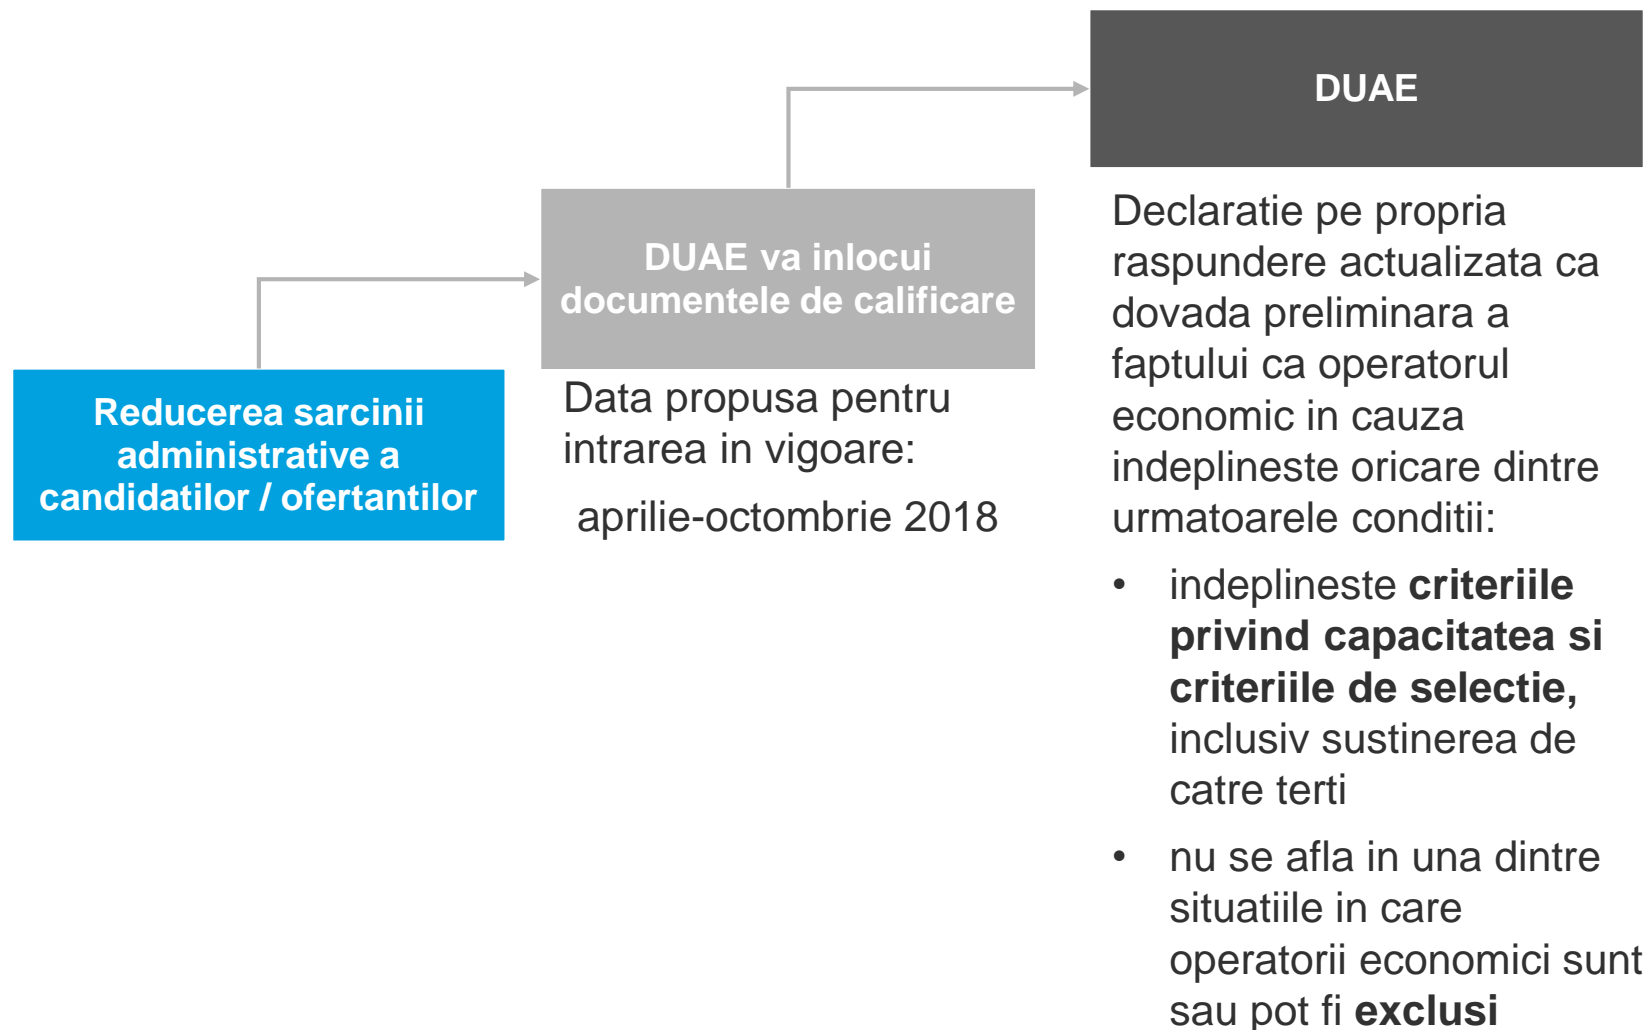 Reducerea sarcinii
administrative a
candidatilor / ofertantilor
DUAE va inlocui
documentele de calificare
Data propusa pentru
intrarea in vigoare:
aprilie-octombrie 2018
DUAE
Declaratie pe propria
raspundere actualizata ca
dovada preliminara a
faptului ca operatorul
economic in cauza
indeplineste oricare dintre
urmatoarele conditii:
• indeplineste criteriile
privind capacitatea si
criteriile de selectie,
inclusiv sustinerea de
catre terti
• nu se afla in una dintre
situatiile in care
operatorii economici sunt
sau pot fi exclusi